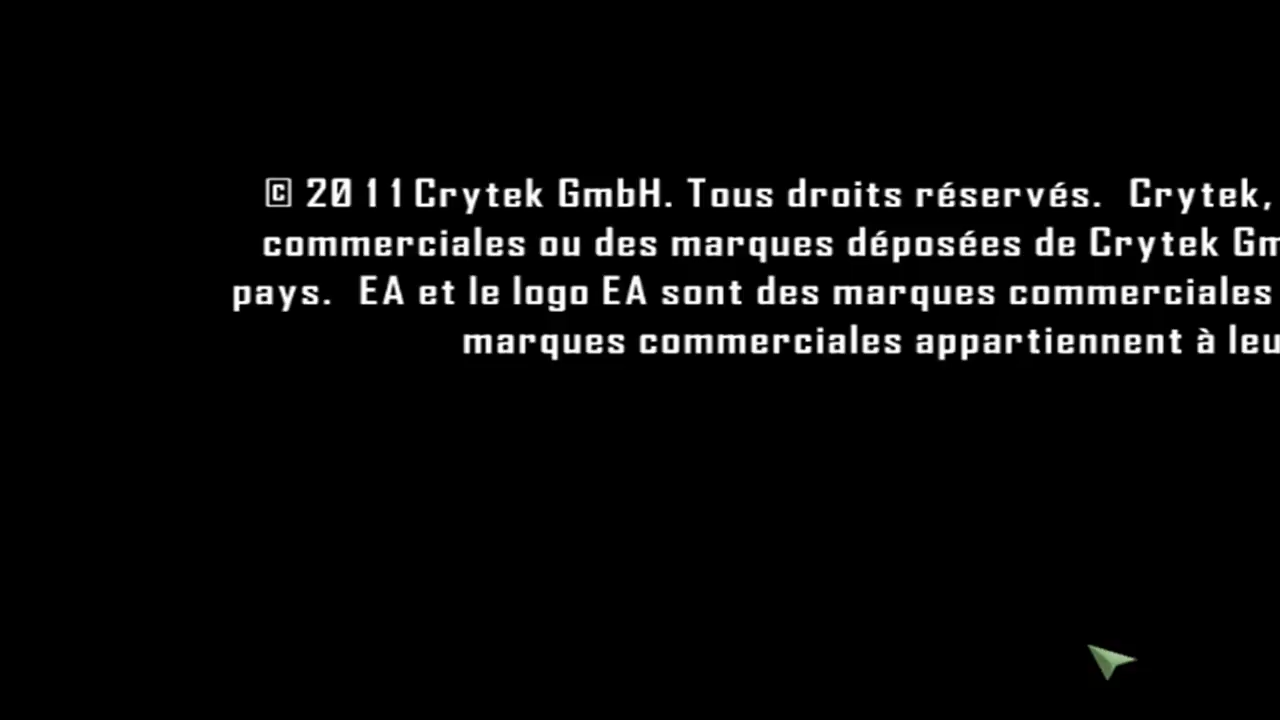 © 2011 Crytek GmbH. Tous droits réservés. Crytek,
commerciales ou des marques déposées de Crytek
pays. EA et le logo EA sont des marques commerciales
marques commerciales appartiennent à